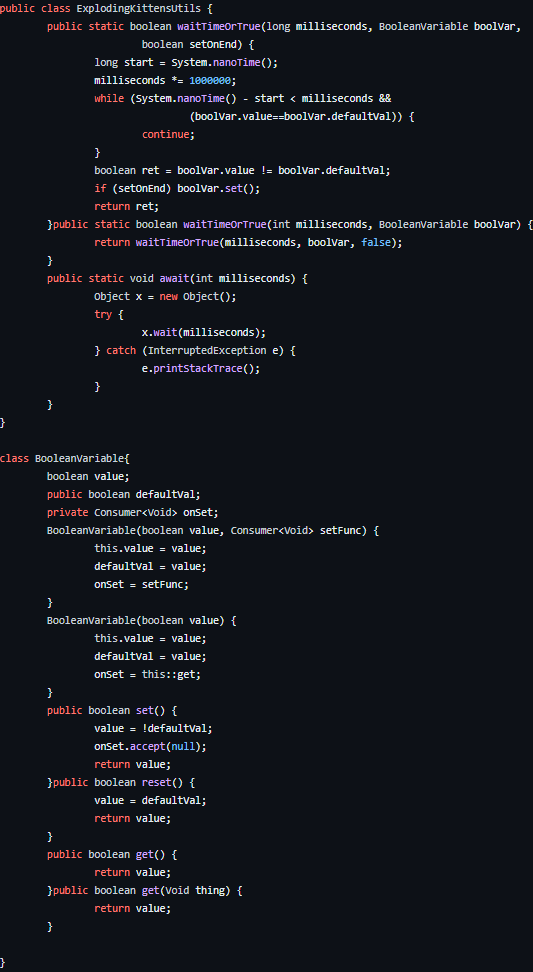 public class ExplodingKittensUtils {
        public static boolean waitTimeOrTrue(long milliseconds, BooleanVariable boolVar,
                        boolean setOnEnd) {
                long start = System.nanoTime();
                milliseconds *= 1000000;
                while (System.nanoTime() - start < milliseconds &&
                                (boolVar.value==boolVar.defaultVal)) {
                        continue;
                }
                boolean ret = boolVar.value != boolVar.defaultVal;
                if (setOnEnd) boolVar.set();
                return ret;
        }public static boolean waitTimeOrTrue(int milliseconds, BooleanVariable boolVar) {
                return waitTimeOrTrue(milliseconds, boolVar, false);
        }
        public static void await(int milliseconds) {
                Object x = new Object();
                try {
                        x.wait(milliseconds);
                } catch (InterruptedException e) {
                        e.printStackTrace();
                }
        }
}

class BooleanVariable{
        boolean value;
        public boolean defaultVal;
        private Consumer<Void> onSet;
        BooleanVariable(boolean value, Consumer<Void> setFunc) {
                this.value = value;
                defaultVal = value;
                onSet = setFunc;
        }
        BooleanVariable(boolean value) {
                this.value = value;
                defaultVal = value;
                onSet = this::get;
        }
        public boolean set() {
                value = !defaultVal;
                onSet.accept(null);
                return value;
        }public boolean reset() {
                value = defaultVal;
                return value;
        }
        public boolean get() {
                return value;
        }public boolean get(Void thing) {
                return value;
        }

}